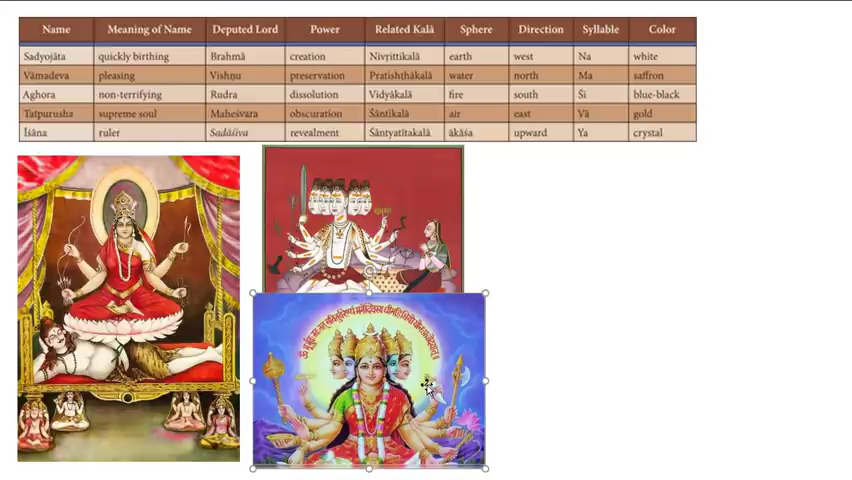 Name Meaning of Name Deputed Lord Power Related Kalā Sphere Direction Syllable Color
Sadyojāta quickly birthing Brahmā creation Nivṛittikalā earth west Na white
Vāmadeva pleasing Vishṇu preservation Pratishṭhākalā water north Ma saffron
Aghora non-terrifying Rudra dissolution Vidyākalā fire south Śi blue-black
Tatpurusha supreme soul Maheśvara obscuration Śāntikalā air east Vā gold
Īśāna ruler Sadāśiva revealment Śāntyatītakalā ākāśa upward Ya crystal